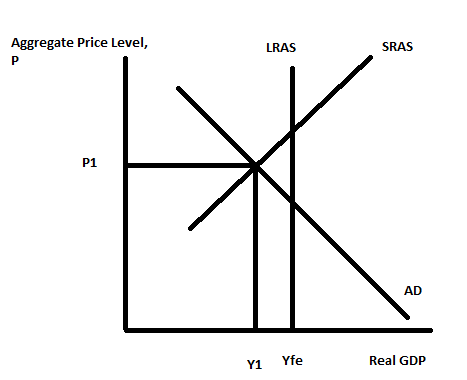 Aggregate Price Level,
P
LRAS
SRAS
P1
AD
Y1
Yfe
Real GDP